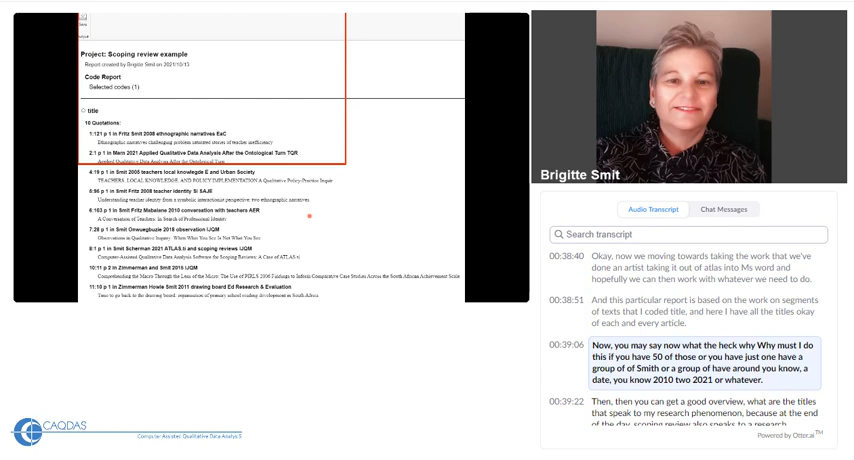 Project: Scoping review example
Report created by Brigitte Smit on 2021/10/13
Code Report
Selected codes (1)
title
10 Quotations:
1:121 p 1 in Fritz Smit 2008 ethnographic narratives EaC
Ethnographic narratives challenging problem saturated stories of teacher inefficiency
2:1 p 1 in Marn 2021 Applied Qualitative Data Analysis After the Ontological Turn TQR
Applied Qualitative Data Analysis After the Ontological Turn
4:19 p 1 in Smit 2005 teachers local knowlegde E and Urban Society
TEACHERS, LOCAL KNOWLEDGE, AND POLICY IMPLEMENTATION A Qualitative Policy-Practice Inquir
5:96 p 1 in Smit Fritz 2008 teacher identity SI SAJE
Understanding teacher identity from a symbolic interactionist perspective: two ethnographic narratives
6:103 p 1 in Smit Fritz Mabalane 2010 conversation with teachers AER
A Conversation of Teachers: In Search of Professional Identity
7:28 p 1 in Smit Onwuegbuzie 2018 observation IJQM
Observations in Qualitative Inquiry: When What You See Is Not What You See
8:1 p 1 in Smit Scherman 2021 ATLAS.ti and scoping reviews IJQM
Computer-Assisted Qualitative Data Analysis Software for Scoping Reviews: A Case of ATLAS.ti
10:11 p 2 in Zimmerman and Smit 2016 IJQM
Comprehending the Macro Through the Lens of the Micro: The Use of PIRLS 2006 Findings to Inform Comparative Case Studies Across the South African Achievement Scale
11:10 p 1 in Zimmerman Howie Smit 2011 drawing board Ed Research & Evaluation
Time to go back to the drawing board: organisation of primary school reading development in South Africa
Brigitte Smit
Audio Transcript
Chat Messages
Search transcript
00:38:40 Okay, now we moving towards taking the work that we've
done an artist taking it out of atlas into Ms word and
hopefully we can then work with whatever we need to do.
00:38:51 And this particular report is based on the work on segments
of texts that I coded title, and here I have all the titles okay
of each and every article.
00:39:06 Now, you may say now what the heck why Why must I do
this if you have 50 of those or you have just one have a
group of of Smith or a group of have around you know, a
date, you know 2010 two 2021 or whatever.
00:39:22 Then, then you can get a good overview, what are the titles
that speak to my research phenomenon, because at the end
of the day, scoping review also speaks to a research
Powered by Otter.ai TM
CAQDAS
Computer Assisted Qualitative Data Analysis